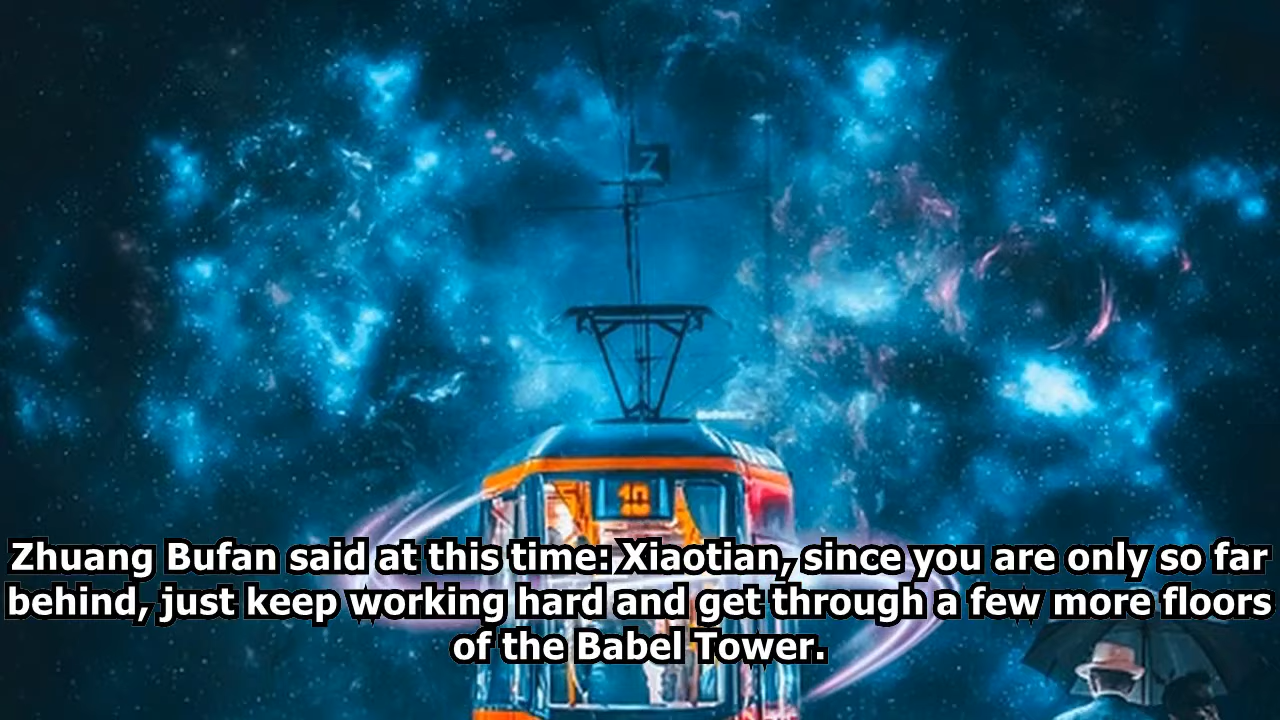 Z
10
Zhuang Bufan said at this time: Xiaotian, since you are only so far
behind, just keep working hard and get through a few more floors
of the Babel Tower.